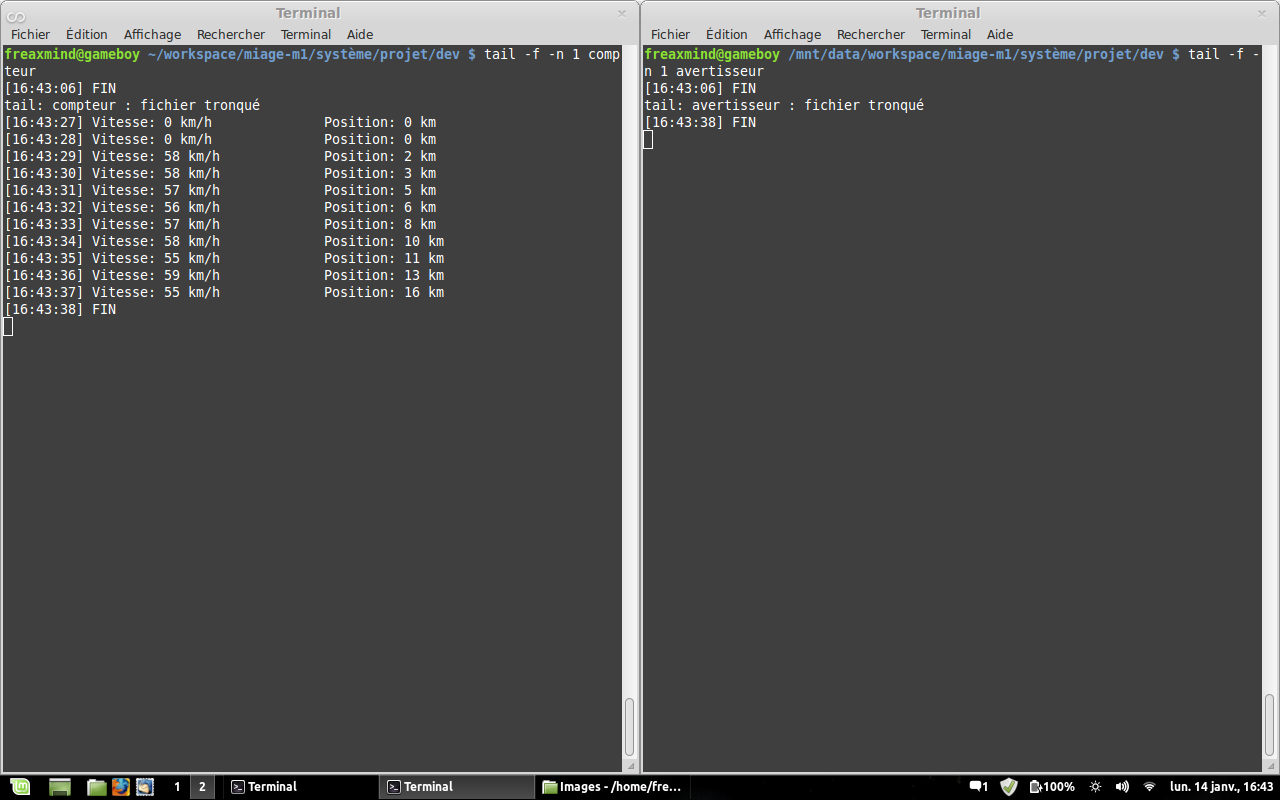 Terminal
Fichier Édition Affichage Rechercher Terminal Aide
freaxmind@gameboy ~/workspace/miage-m1/système/projet/dev $ tail -f -n 1 comp
teur
[16:43:06] FIN
tail: compteur : fichier tronqué
[16:43:27] Vitesse: 0 km/h Position: 0 km
[16:43:28] Vitesse: 0 km/h Position: 0 km
[16:43:29] Vitesse: 58 km/h Position: 2 km
[16:43:30] Vitesse: 58 km/h Position: 3 km
[16:43:31] Vitesse: 57 km/h Position: 5 km
[16:43:32] Vitesse: 56 km/h Position: 6 km
[16:43:33] Vitesse: 57 km/h Position: 8 km
[16:43:34] Vitesse: 58 km/h Position: 10 km
[16:43:35] Vitesse: 55 km/h Position: 11 km
[16:43:36] Vitesse: 59 km/h Position: 13 km
[16:43:37] Vitesse: 55 km/h Position: 16 km
[16:43:38] FIN
Terminal
Fichier Édition Affichage Rechercher Terminal Aide
freaxmind@gameboy /mnt/data/workspace/miage-m1/système/projet/dev $ tail -f -
n 1 avertisseur
[16:43:06] FIN
tail: avertisseur : fichier tronqué
[16:43:38] FIN
1 2 Terminal Terminal Images - /home/fre... 1 100% lun. 14 janv., 16:43